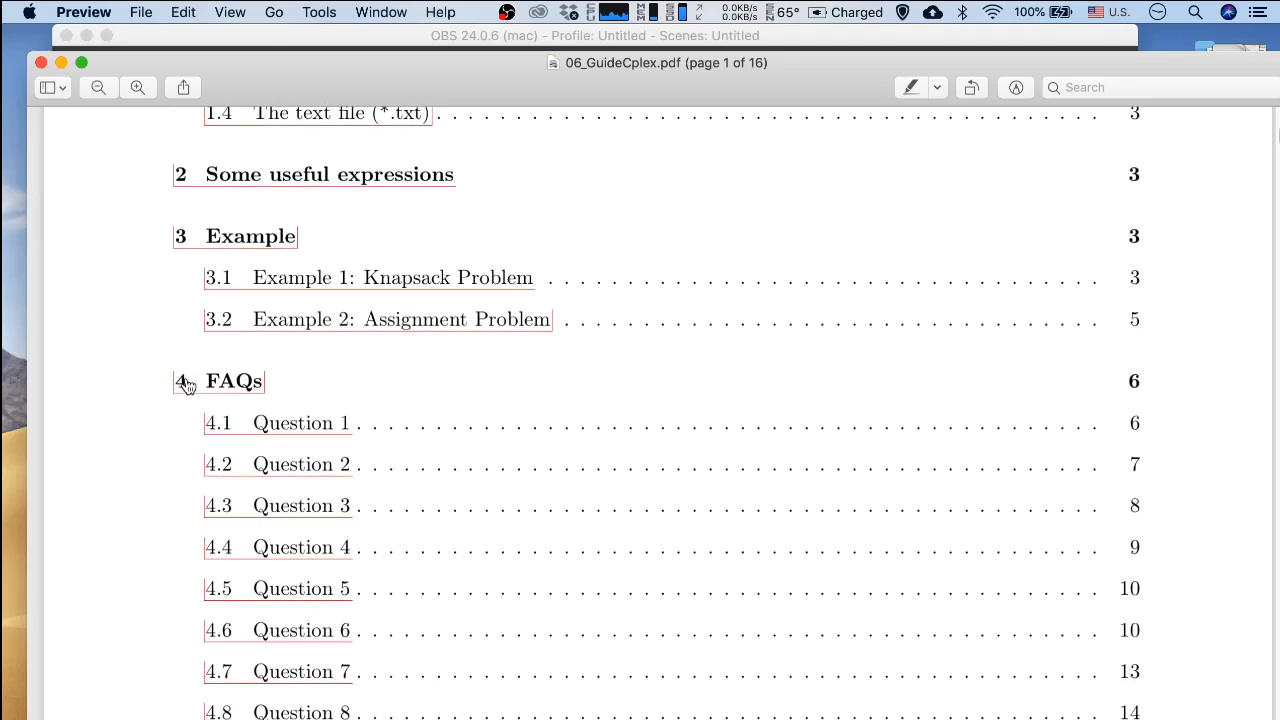 Preview File Edit View Go Tools Window Help 0.0KB/s 0.0KB/s 65° Charged 100% U.S.
OBS 24.0.6 (mac) - Profile: Untitled - Scenes: Untitled
06_GuideCplex.pdf (page 1 of 16)
Search
1.4 The text file (*.txt) . . . . . . . . . . . . . . . . . . . . . . . . . . . . . . . . . . . . . . . . . . 3
2 Some useful expressions 3
3 Example 3
3.1 Example 1: Knapsack Problem . . . . . . . . . . . . . . . . . . . . . . . . . . . . . . . . . . . 3
3.2 Example 2: Assignment Problem . . . . . . . . . . . . . . . . . . . . . . . . . . . . . . . . . . 5
4 FAQs 6
4.1 Question 1 . . . . . . . . . . . . . . . . . . . . . . . . . . . . . . . . . . . . . . . . . . . . . . . 6
4.2 Question 2 . . . . . . . . . . . . . . . . . . . . . . . . . . . . . . . . . . . . . . . . . . . . . . . 7
4.3 Question 3 . . . . . . . . . . . . . . . . . . . . . . . . . . . . . . . . . . . . . . . . . . . . . . . 8
4.4 Question 4 . . . . . . . . . . . . . . . . . . . . . . . . . . . . . . . . . . . . . . . . . . . . . . . 9
4.5 Question 5 . . . . . . . . . . . . . . . . . . . . . . . . . . . . . . . . . . . . . . . . . . . . . . . 10
4.6 Question 6 . . . . . . . . . . . . . . . . . . . . . . . . . . . . . . . . . . . . . . . . . . . . . . . 10
4.7 Question 7 . . . . . . . . . . . . . . . . . . . . . . . . . . . . . . . . . . . . . . . . . . . . . . . 13
4.8 Question 8 . . . . . . . . . . . . . . . . . . . . . . . . . . . . . . . . . . . . . . . . . . . . . . . 14